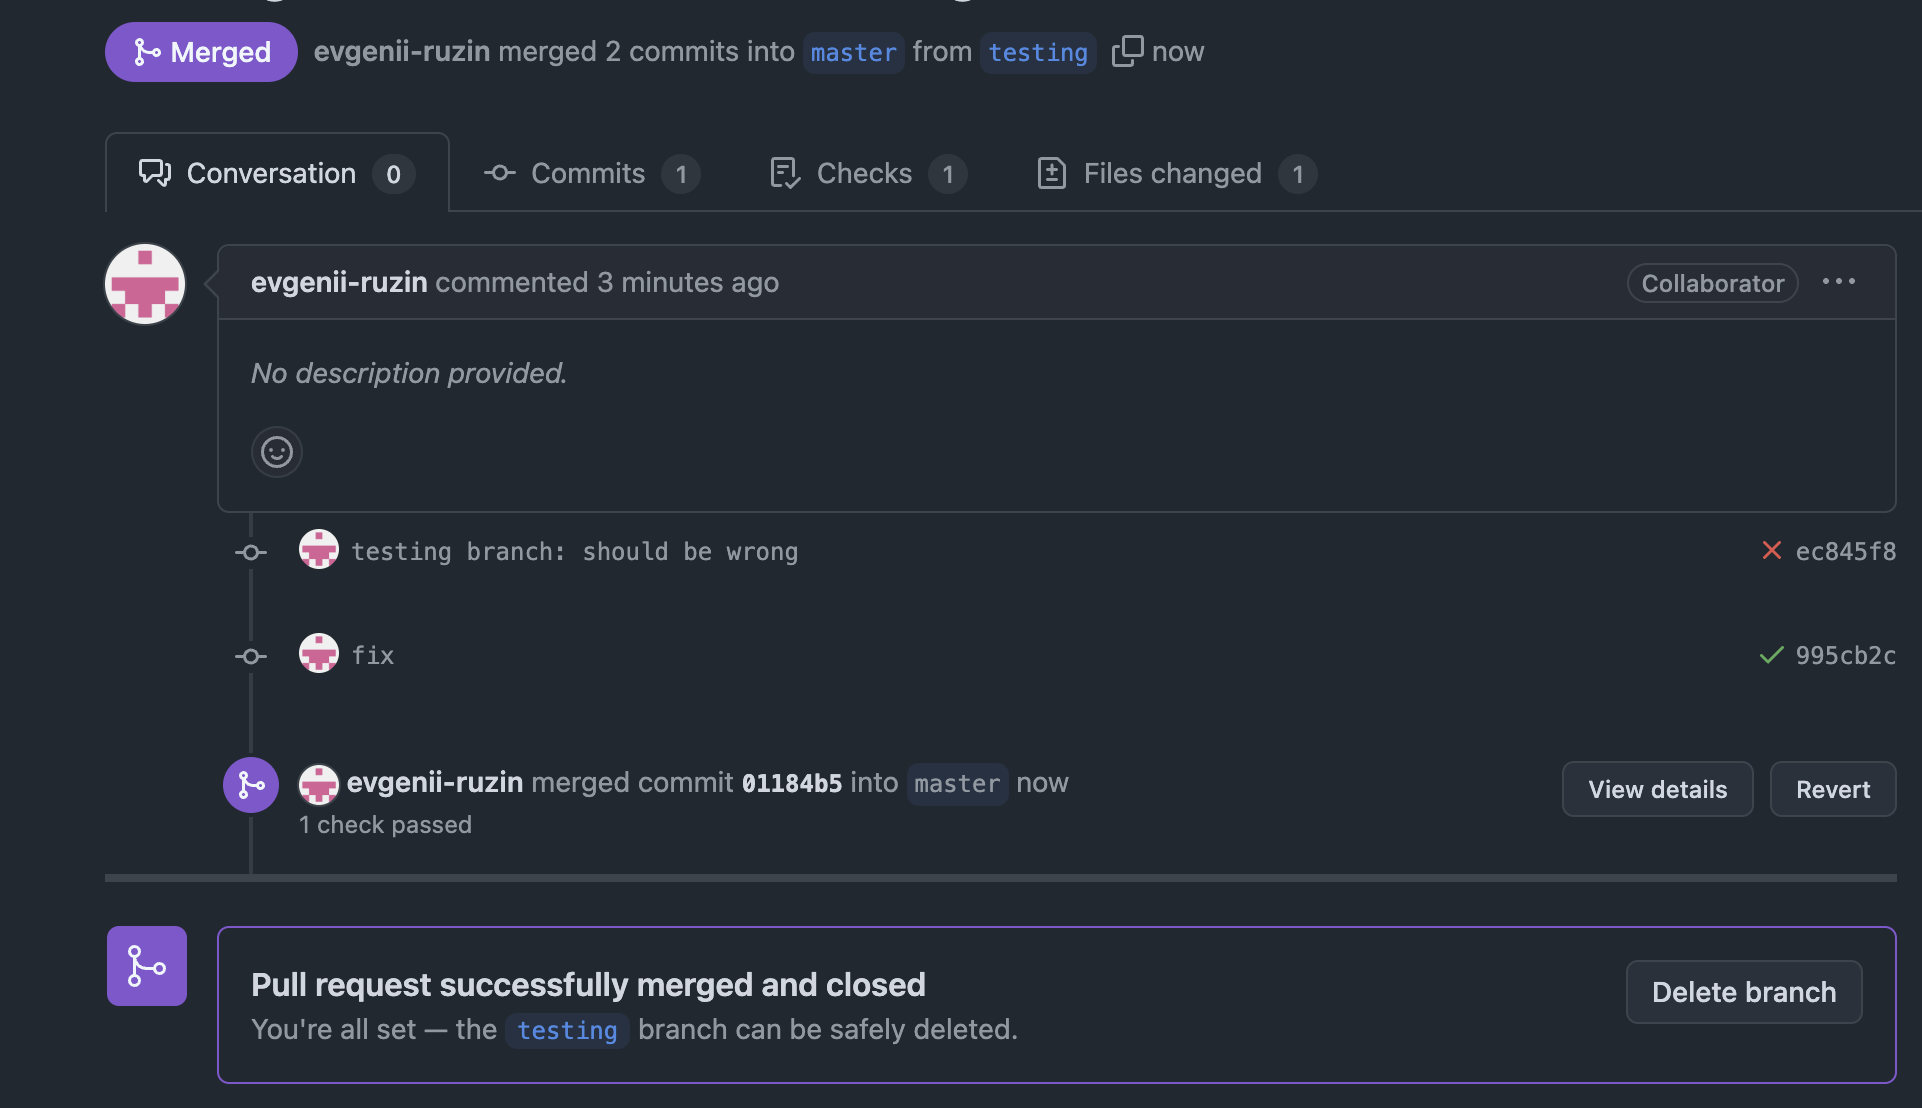 Merged evgenii-ruzin merged 2 commits into master from testing now
Conversation 0 Commits 1 Checks 1 Files changed 1
evgenii-ruzin commented 3 minutes ago Collaborator ...
No description provided.
testing branch: should be wrong ec845f8
fix 995cb2c
evgenii-ruzin merged commit 01184b5 into master now View details Revert
1 check passed
Pull request successfully merged and closed Delete branch
You're all set — the testing branch can be safely deleted.